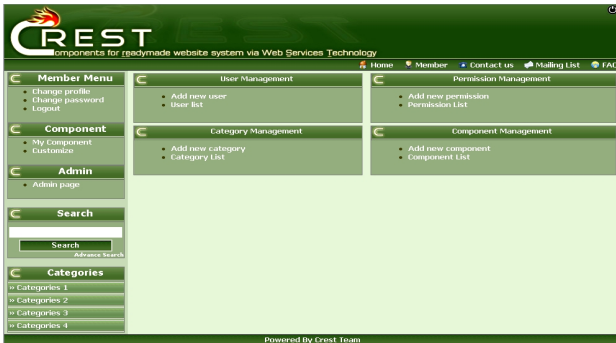 CREST
omponents for readymade website system via Web Services Technology
Home Member Contact us Mailing List FAQ
Member Menu
Change profile
Change password
Logout
Component
My Component
Customize
Admin
Admin page
Search
Search
Advance Search
Categories
» Categories 1
» Categories 2
» Categories 3
» Categories 4
User Management
Add new user
User list
Permission Management
Add new permission
Permission List
Category Management
Add new category
Category List
Component Management
Add new component
Component List
Powered By Crest Team